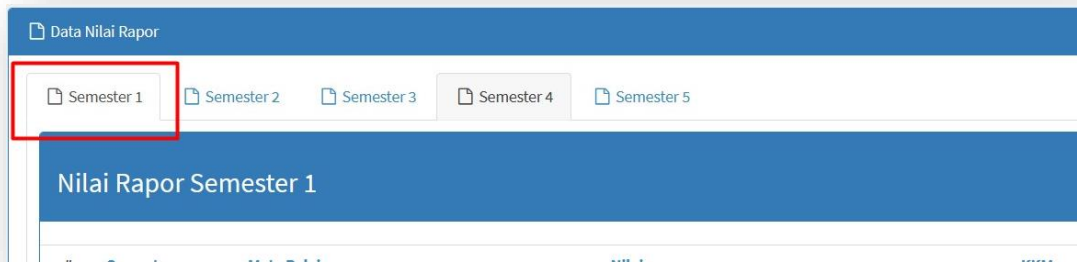 Data Nilai Rapor
Semester 1 Semester 2 Semester 3 Semester 4 Semester 5
Nilai Rapor Semester 1